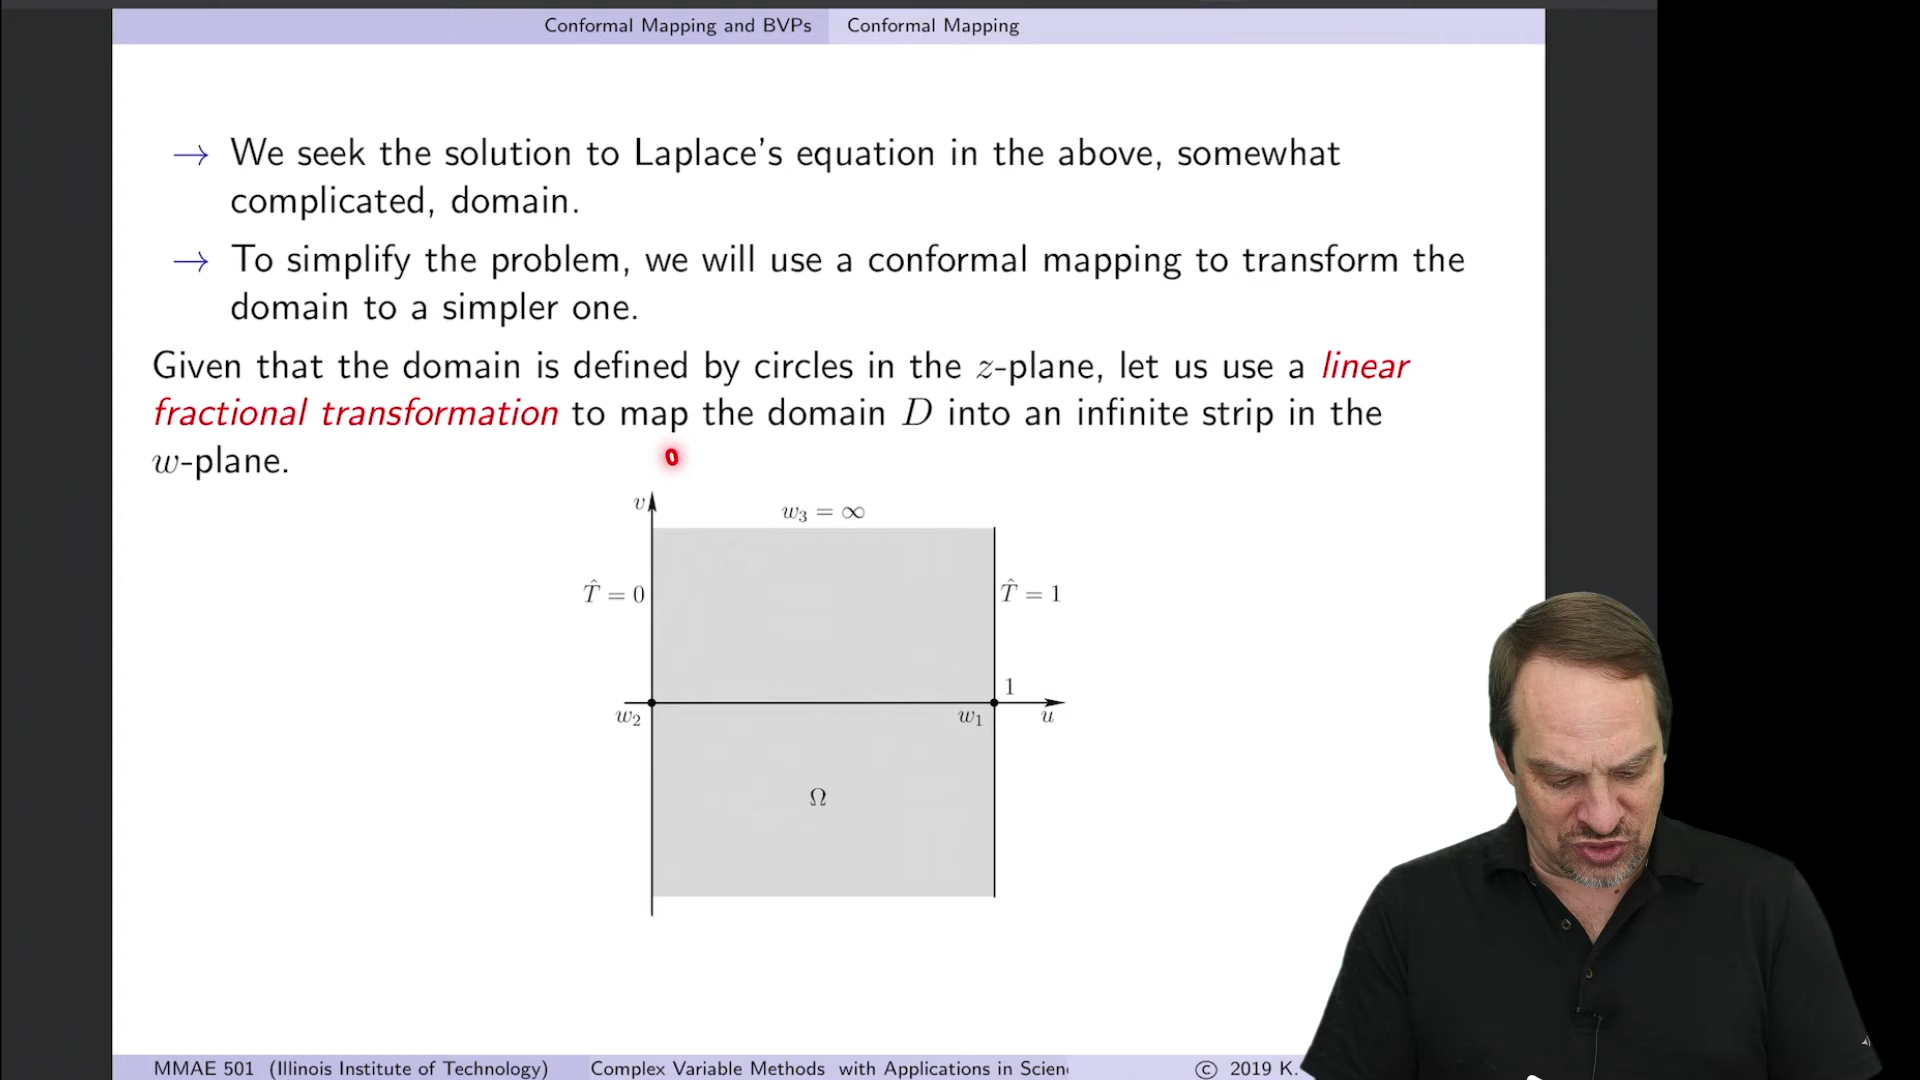 Conformal Mapping and BVPs Conformal Mapping
→ We seek the solution to Laplace's equation in the above, somewhat
complicated, domain.
→ To simplify the problem, we will use a conformal mapping to transform the
domain to a simpler one.
Given that the domain is defined by circles in the z-plane, let us use a linear
fractional transformation to map the domain D into an infinite strip in the
w-plane.
v
w₃ = ∞
T̂ = 0
T̂ = 1
1
w₂
w₁
u
Ω
MMAE 501 (Illinois Institute of Technology) Complex Variable Methods with Applications in Scien © 2019 K.